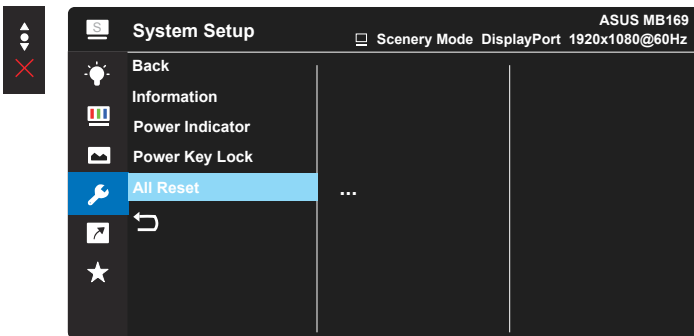 S
System Setup
ASUS MB169
Scenery Mode DisplayPort 1920x1080@60Hz
Back
Information
Power Indicator
Power Key Lock
All Reset
...